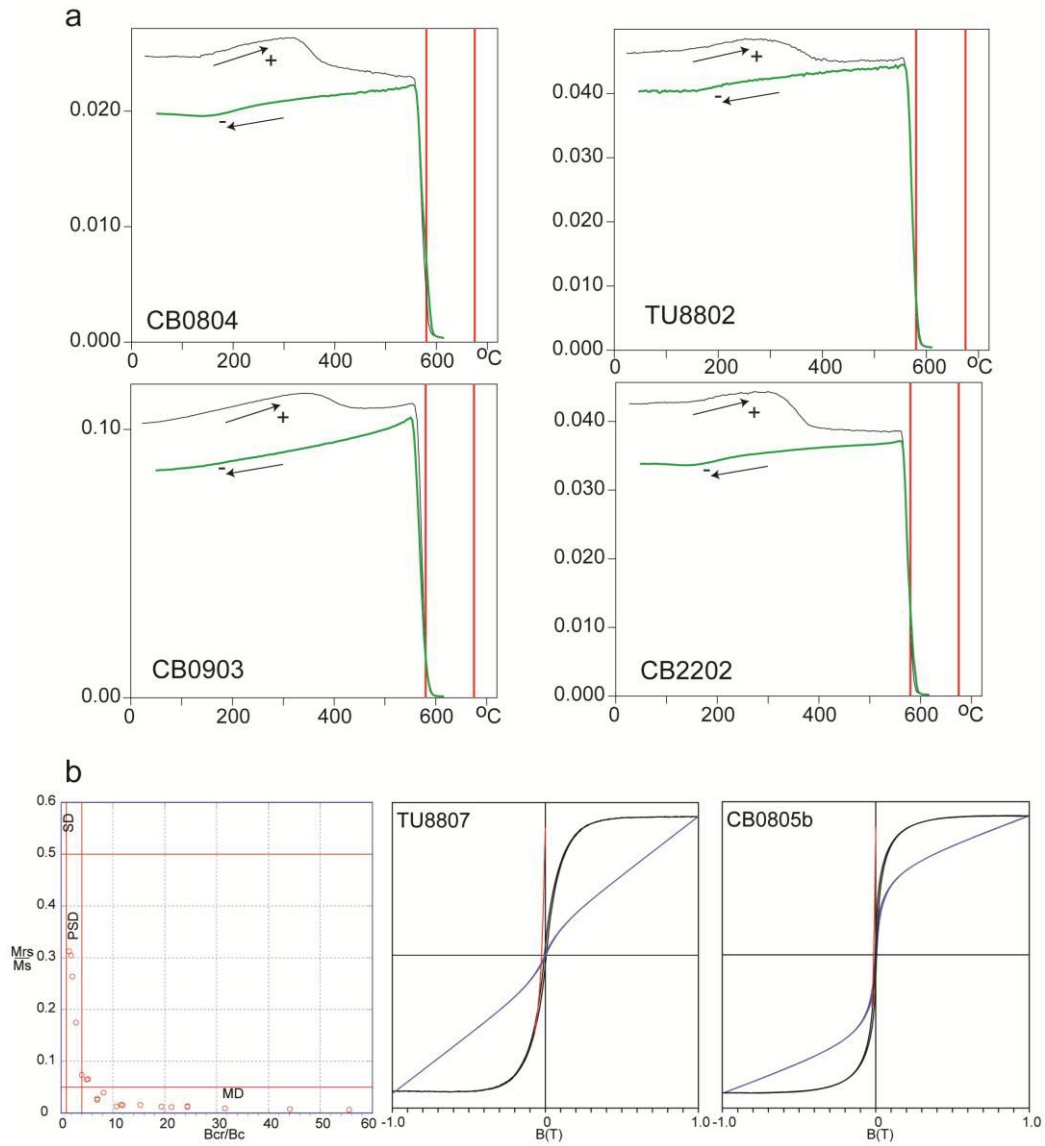 a
0.020
0.010
0.000
+
-
CB0804
0
200
400
600
oC
0.040
0.030
0.020
0.010
0.000
+
-
TU8802
0
200
400
600
oC
0.10
0.00
+
-
CB0903
0
200
400
600
oC
0.040
0.030
0.020
0.010
0.000
+
-
CB2202
0
200
400
600
oC
b
0.6
0.5
0.4
0.3
0.2
0.1
0
Mrs
Ms
SD
PSD
MD
0 10 20 30 40 50 60
Bcr/Bc
TU8807
-1.0 0 1.0
B(T)
CB0805b
-1.0 0 1.0
B(T)